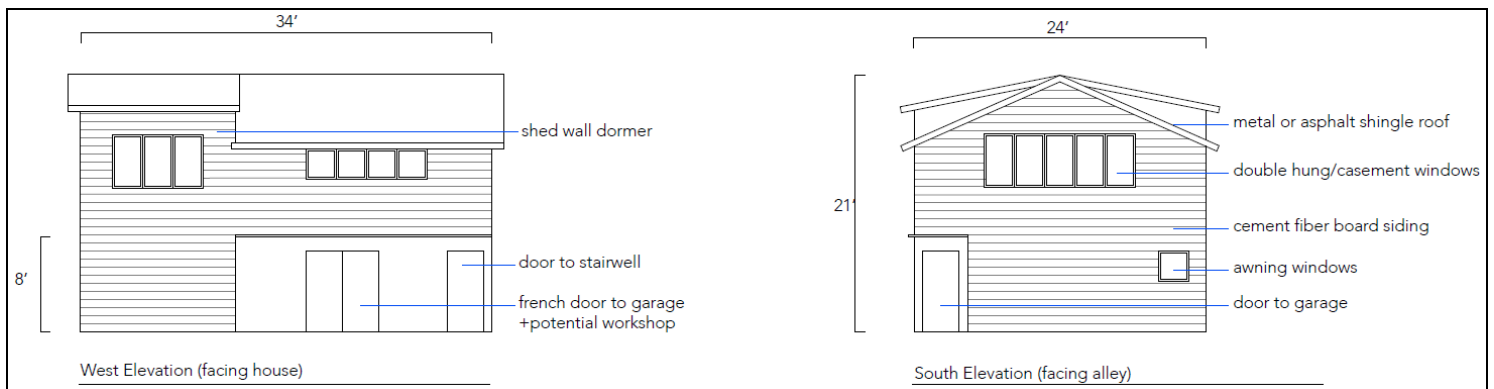 34’
shed wall dormer
8’
door to stairwell
french door to garage
+potential workshop
West Elevation (facing house)
24’
metal or asphalt shingle roof
double hung/casement windows
21’
cement fiber board siding
awning windows
door to garage
South Elevation (facing alley)